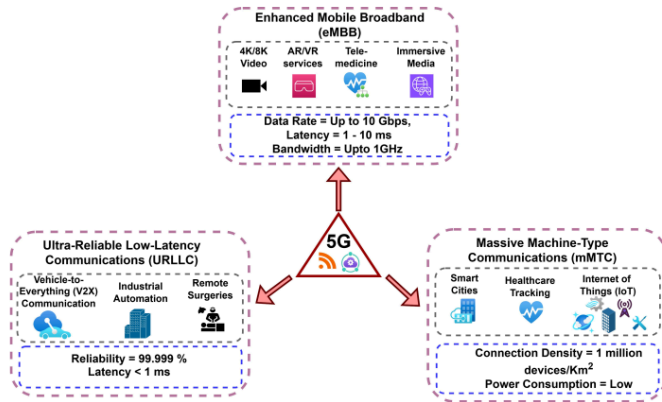 Enhanced Mobile Broadband
(eMBB)
4K/8K
Video
AR/VR
services
Tele-
medicine
Immersive
Media
Data Rate = Up to 10 Gbps,
Latency = 1 - 10 ms
Bandwidth = Upto 1GHz
5G
Ultra-Reliable Low-Latency
Communications (URLLC)
Vehicle-to-
Everything (V2X)
Communication
Industrial
Automation
Remote
Surgeries
Reliability = 99.999 %
Latency < 1 ms
Massive Machine-Type
Communications (mMTC)
Smart
Cities
Healthcare
Tracking
Internet of
Things (IoT)
Connection Density = 1 million
devices/Km²
Power Consumption = Low